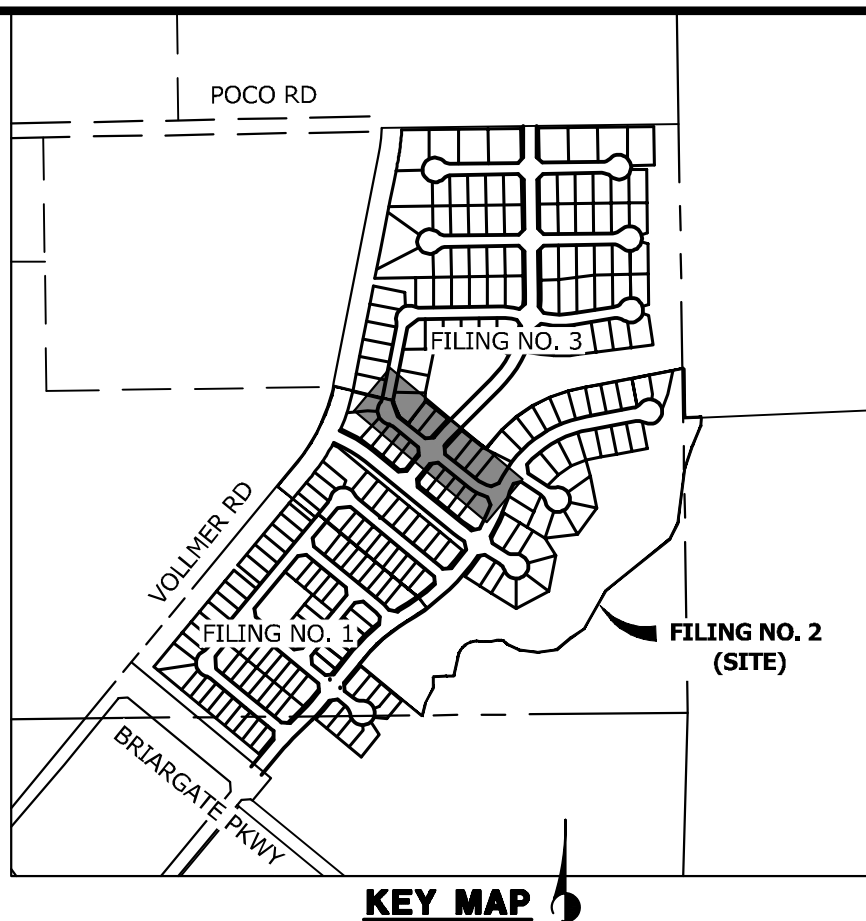 POCO RD
FILING NO. 3
VOLLMER RD
FILING NO. 1
FILING NO. 2
(SITE)
BRIARGATE PKWY
KEY MAP